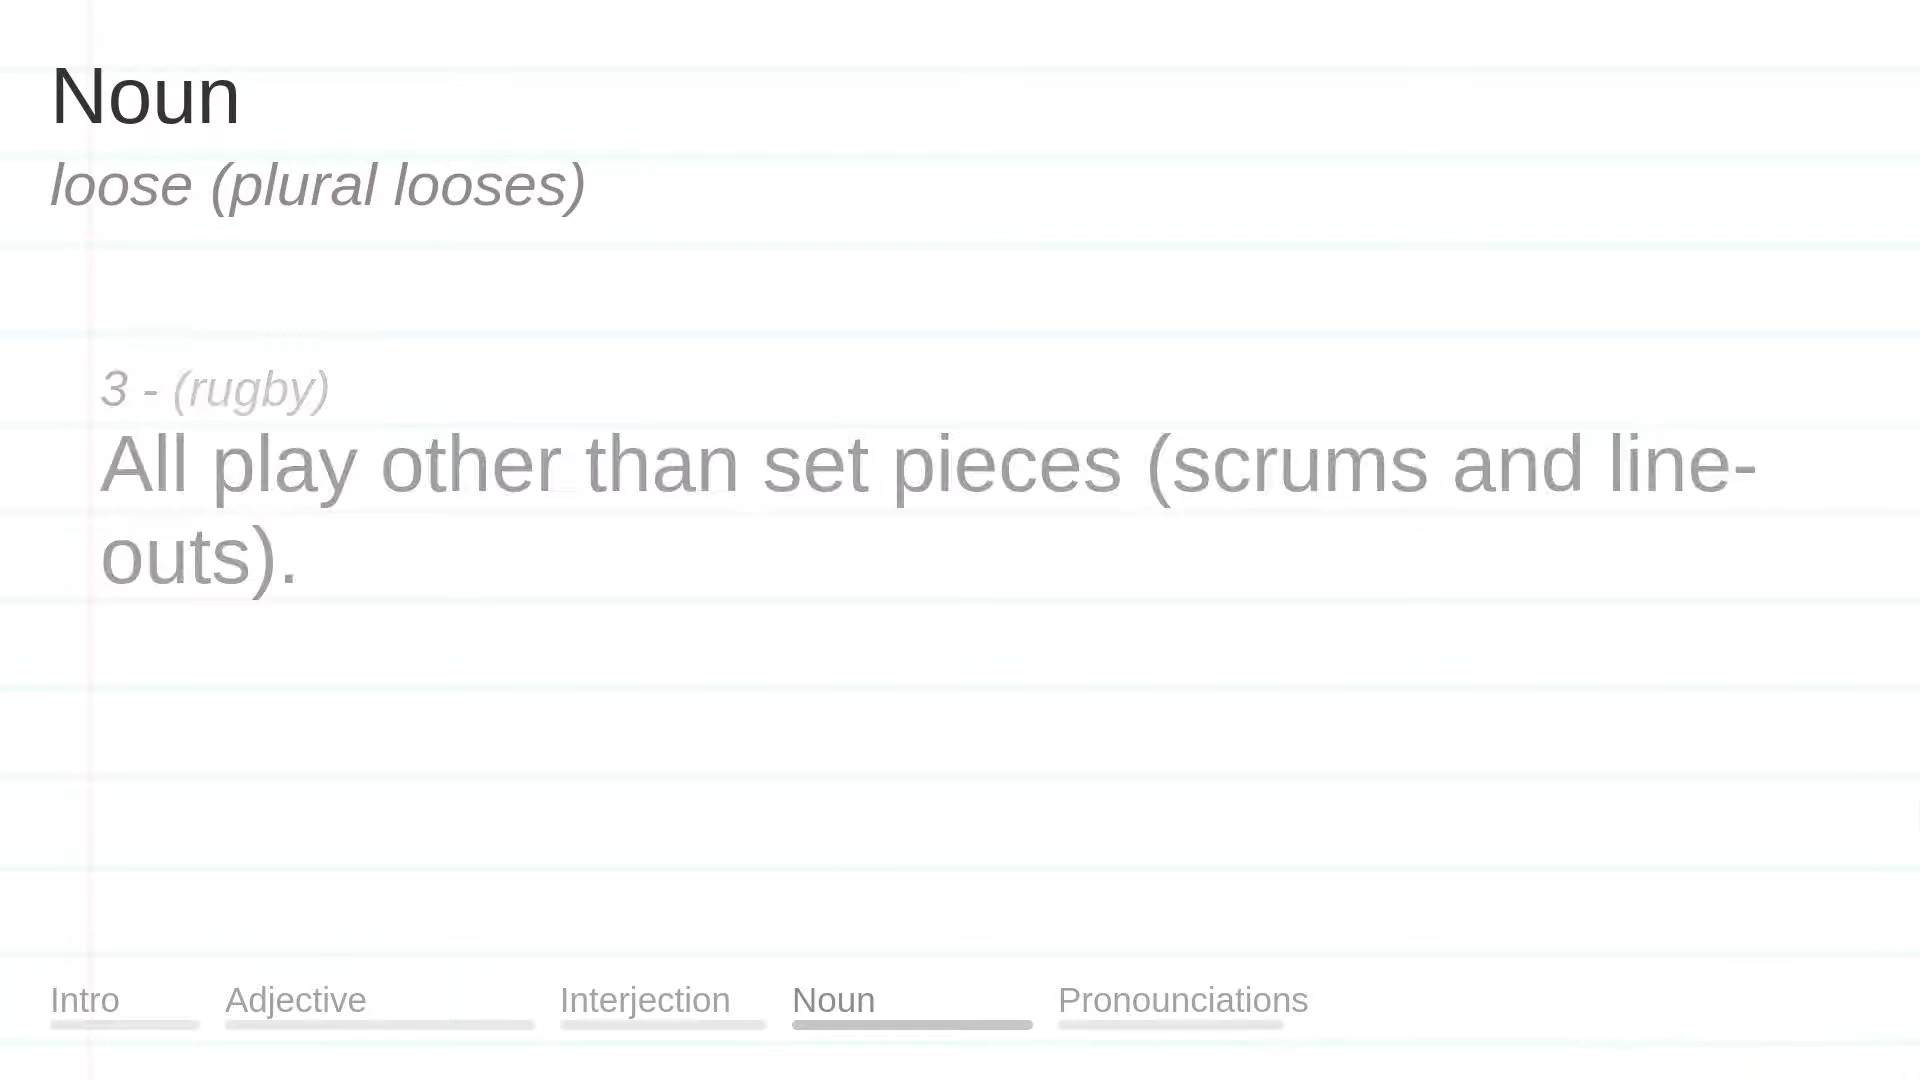 Noun
loose (plural looses)
3 - (rugby)
All play other than set pieces (scrums and line-
outs).
Intro Adjective Interjection Noun Pronounciations